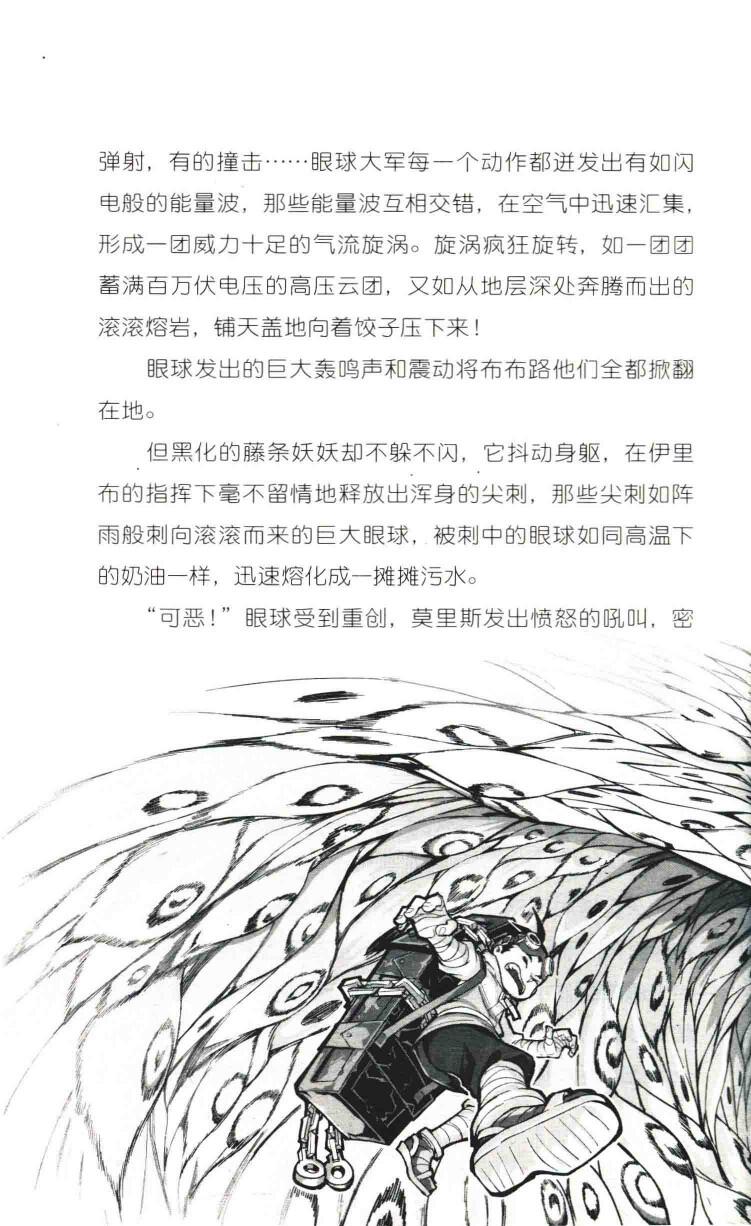 弹射，有的撞击……眼球大军每一个动作都迸发出有如闪
电般的能量波，那些能量波互相交错，在空气中迅速汇集，
形成一团威力十足的气流旋涡。旋涡疯狂旋转，如一团团
蓄满百万伏电压的高压云团，又如从地层深处奔腾而出的
滚滚熔岩，铺天盖地向着饺子压下来！
眼球发出的巨大轰鸣声和震动将布布路他们全都掀翻
在地。
但黑化的藤条妖妖却不躲不闪，它抖动身躯，在伊里
布的指挥下毫不留情地释放出浑身的尖刺，那些尖刺如阵
雨般刺向滚滚而来的巨大眼球，被刺中的眼球如同高温下
的奶油一样，迅速熔化成一摊摊污水。
“可恶！”眼球受到重创，莫里斯发出愤怒的吼叫，密